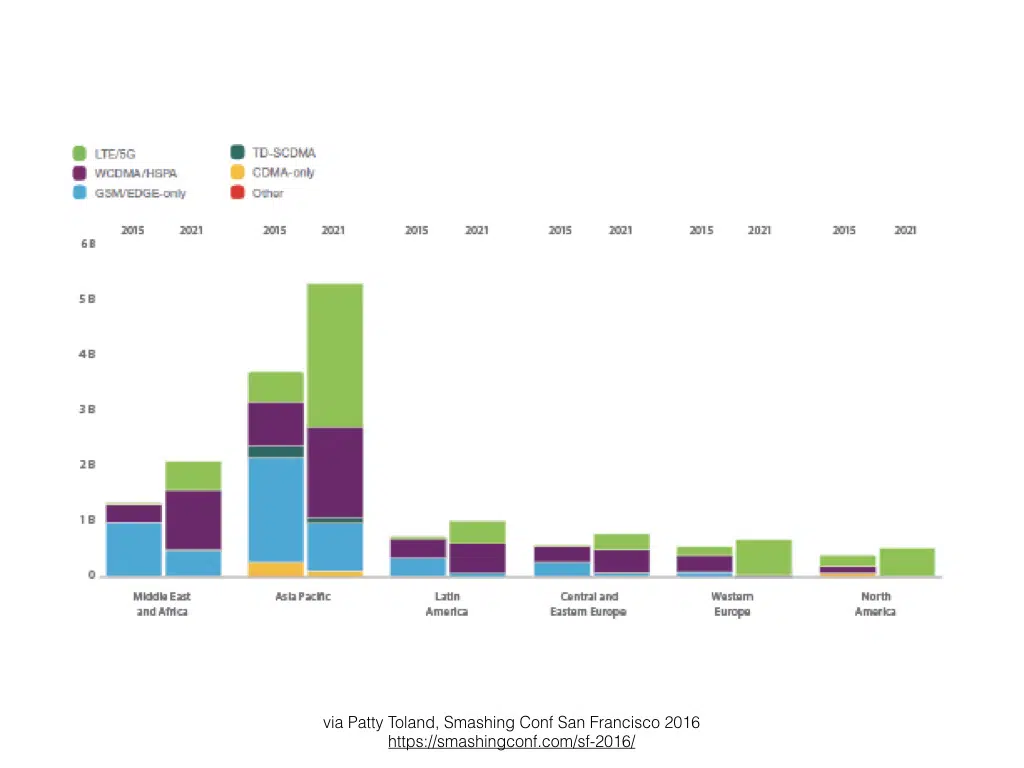 LTE/5G
WCDMA/HSPA
GSM/EDGE-only
TD-SCDMA
CDMA-only
Other
2015 2021 2015 2021 2015 2021 2015 2021 2015 2021 2015 2021
6 B
5 B
4 B
3 B
2 B
1 B
0
Middle East
and Africa
Asia Pacific
Latin
America
Central and
Eastern Europe
Western
Europe
North
America
via Patty Toland, Smashing Conf San Francisco 2016
https://smashingconf.com/sf-2016/